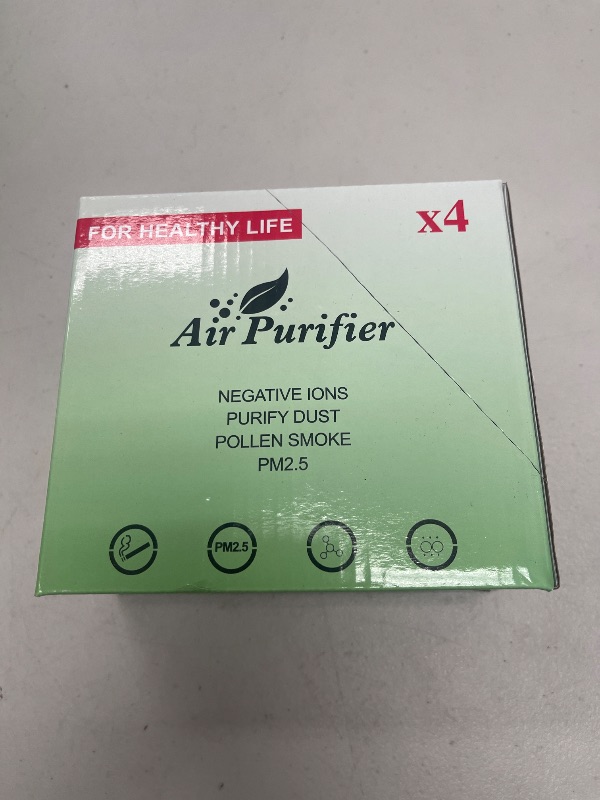 FOR HEALTHY LIFE
x4
Air Purifier
NEGATIVE IONS
PURIFY DUST
POLLEN SMOKE
PM2.5
PM2.5